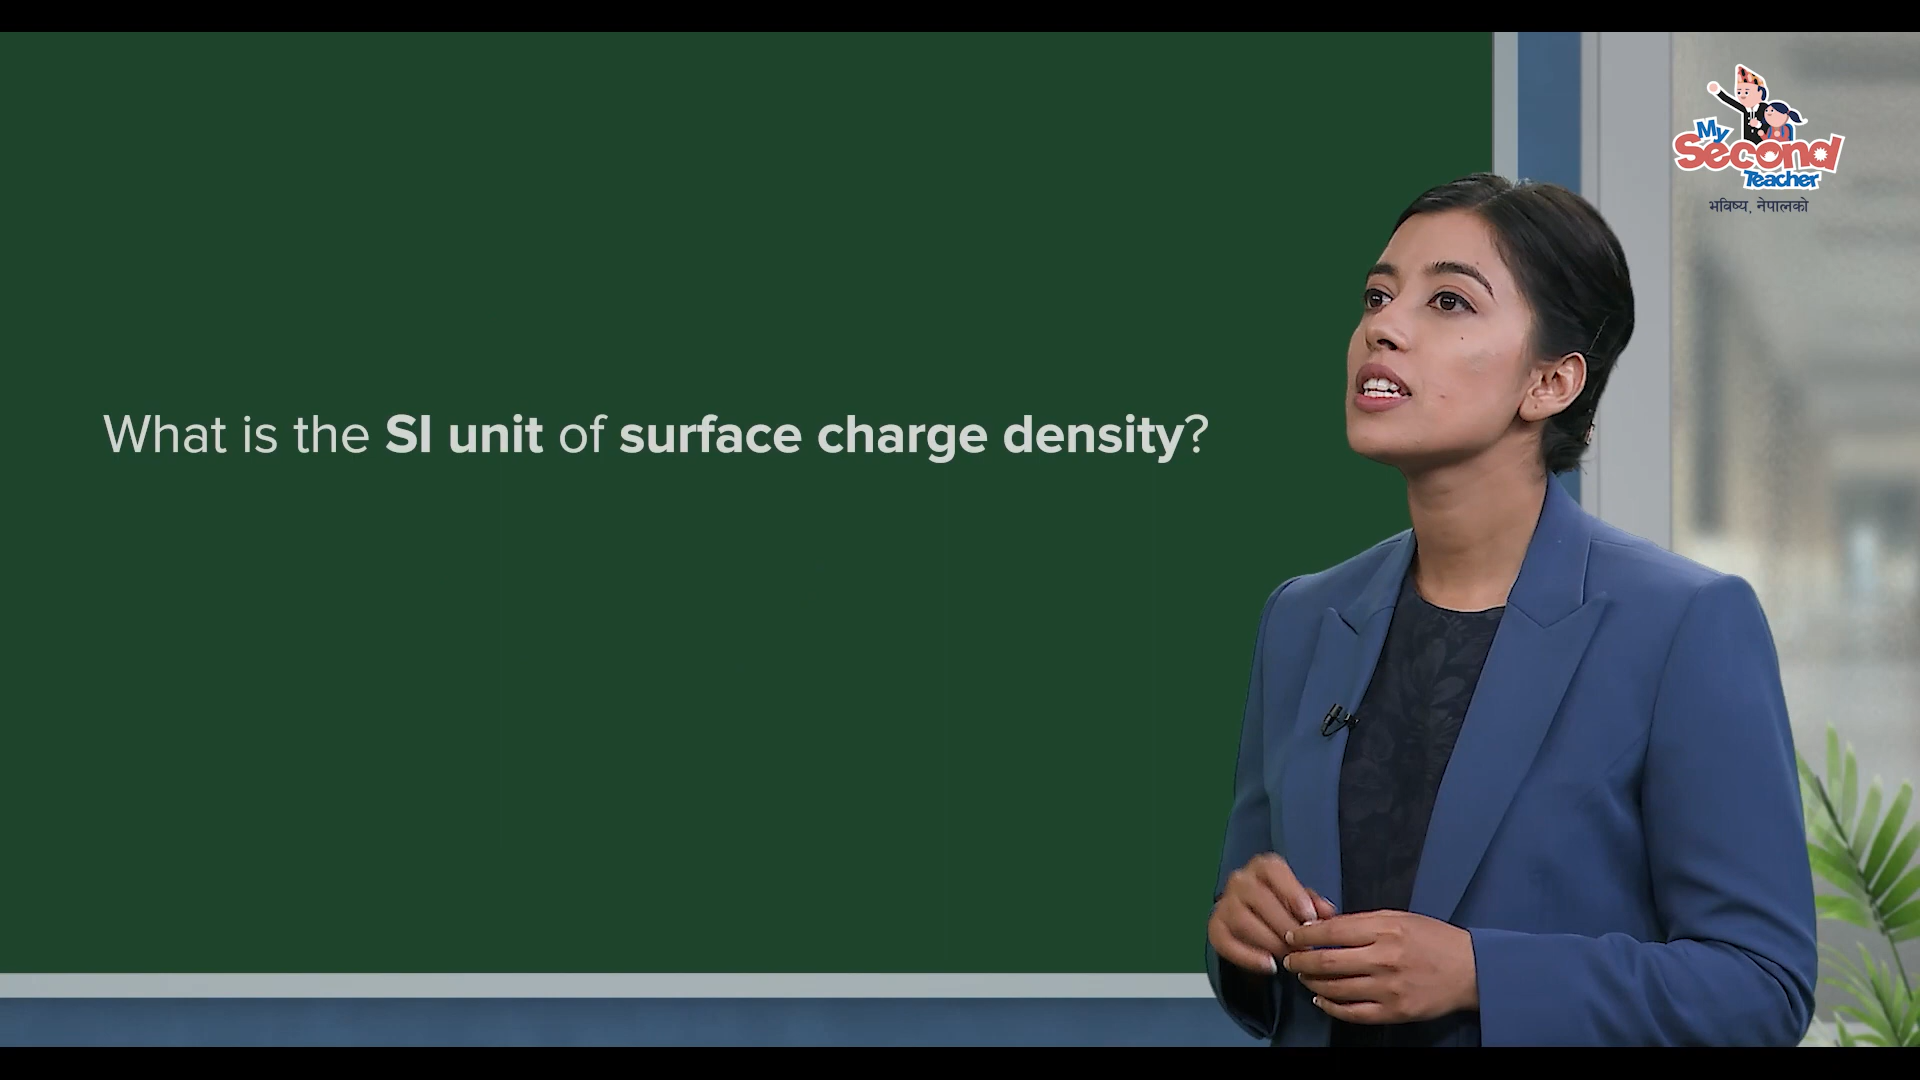 What is the SI unit of surface charge density?
My
Second
Teacher
भविष्य, नेपालको